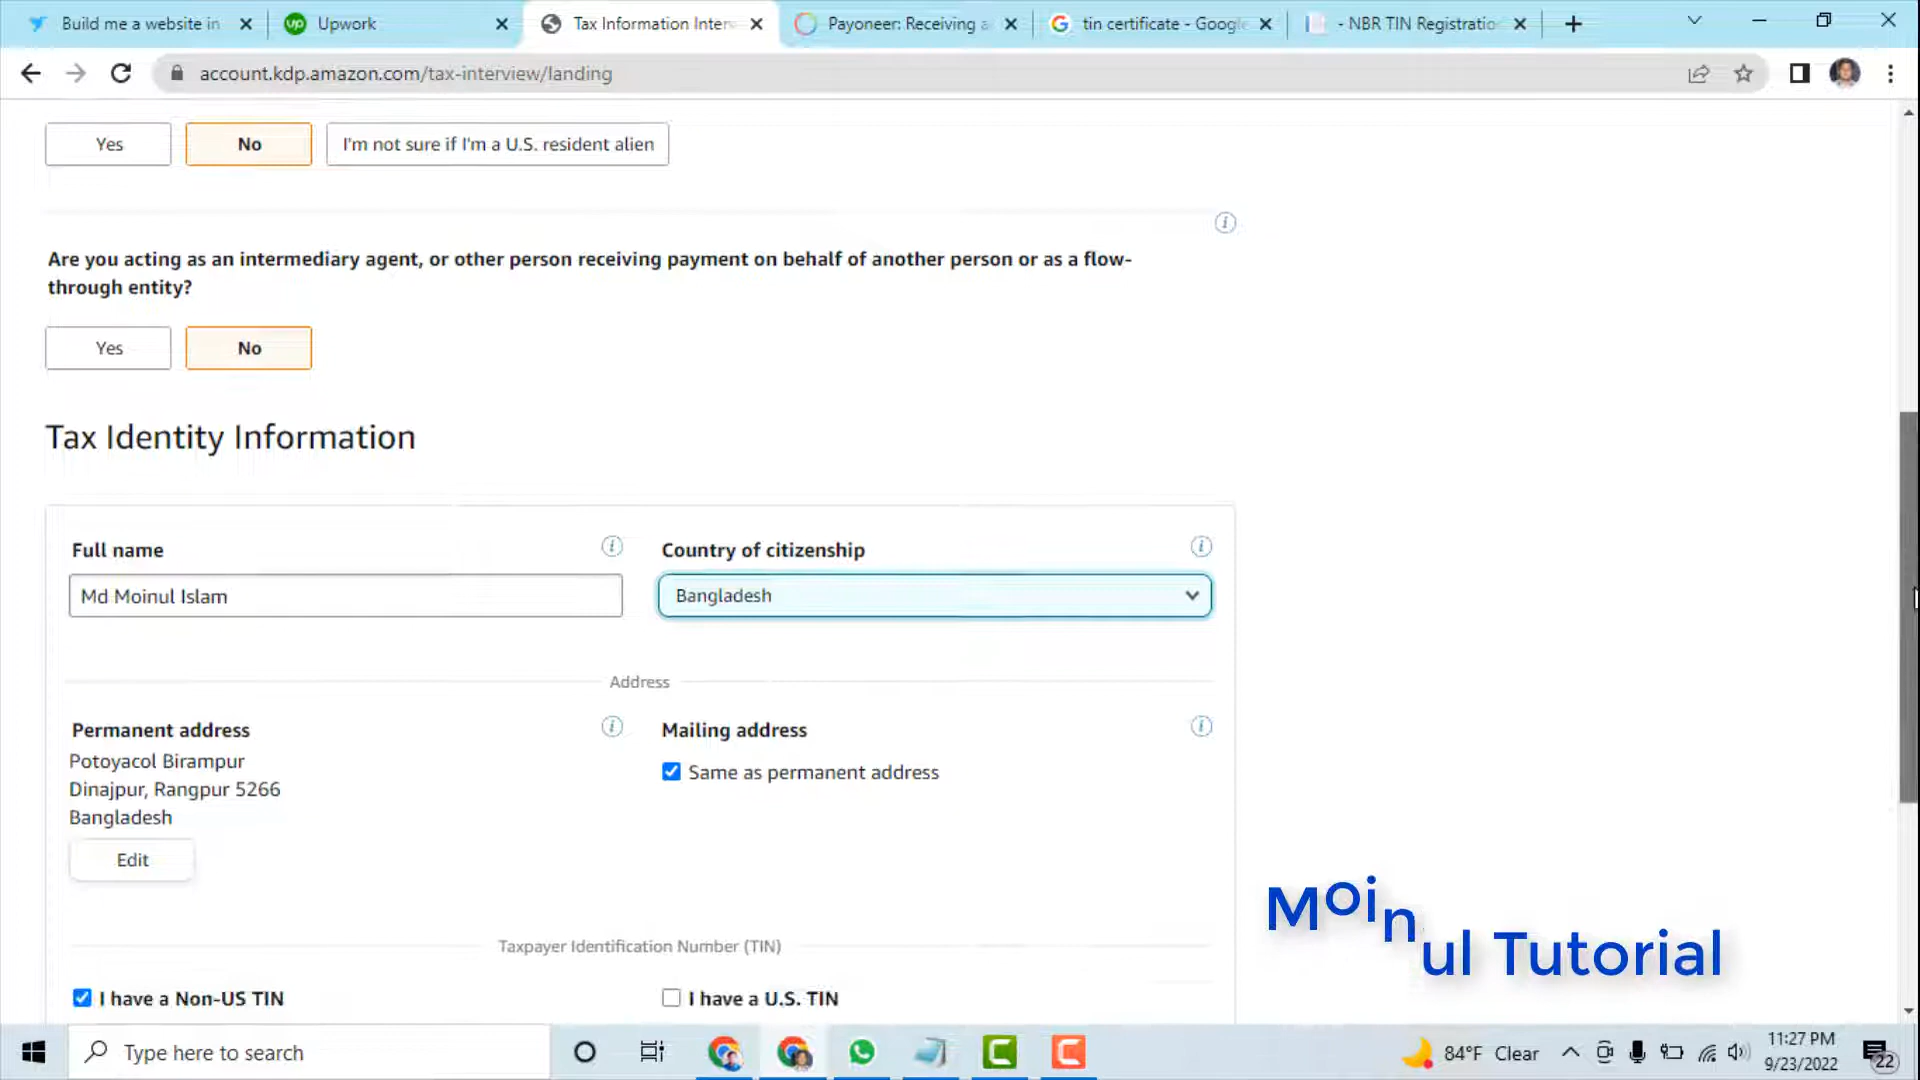 Build me a website in
Upwork
Tax Information Inter
Payoneer: Receiving a
tin certificate - Google
- NBR TIN Registratio
account.kdp.amazon.com/tax-interview/landing
Yes
No
I'm not sure if I'm a U.S. resident alien
Are you acting as an intermediary agent, or other person receiving payment on behalf of another person or as a flow-
through entity?
Yes
No
Tax Identity Information
Full name
Country of citizenship
Md Moinul Islam
Bangladesh
Address
Permanent address
Mailing address
Potoyacol Birampur
Same as permanent address
Dinajpur, Rangpur 5266
Bangladesh
Edit
Moinul Tutorial
Taxpayer Identification Number (TIN)
I have a Non-US TIN
I have a U.S. TIN
Type here to search
84°F Clear
11:27 PM
9/23/2022
22